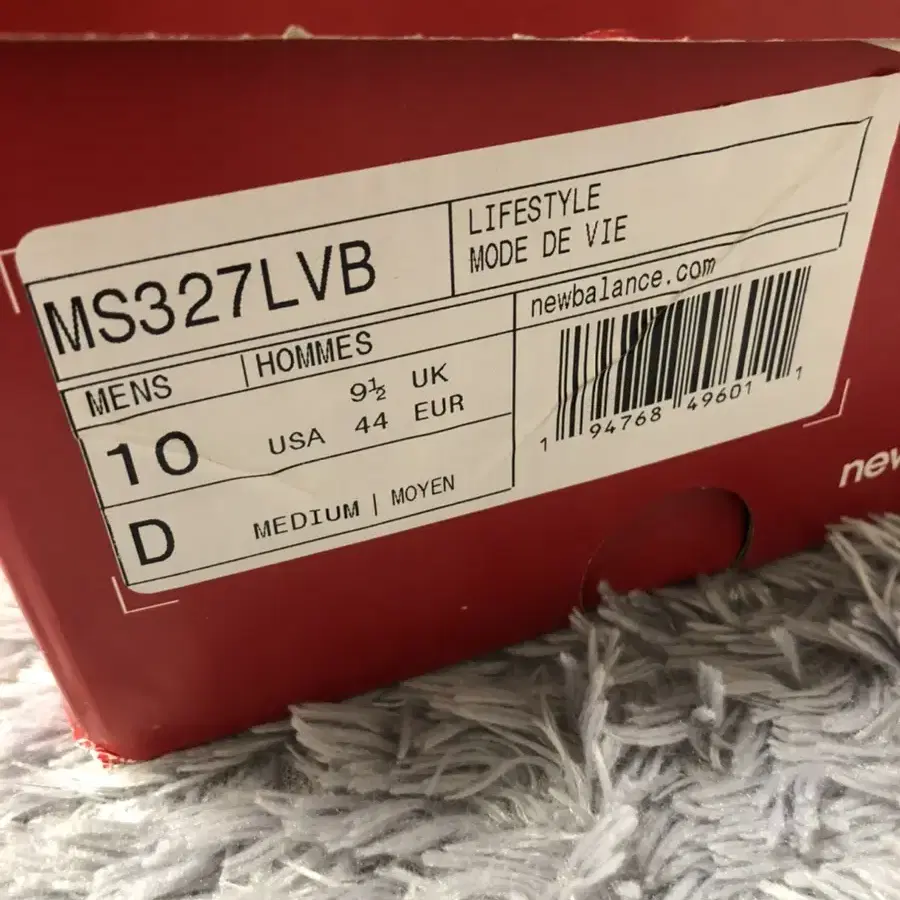 MS327LVB
LIFESTYLE
MODE DE VIE
MENS | HOMMES
newbalance.com
10
9½ UK
USA 44 EUR
D
MEDIUM | MOYEN
1 94768 49601 1
new